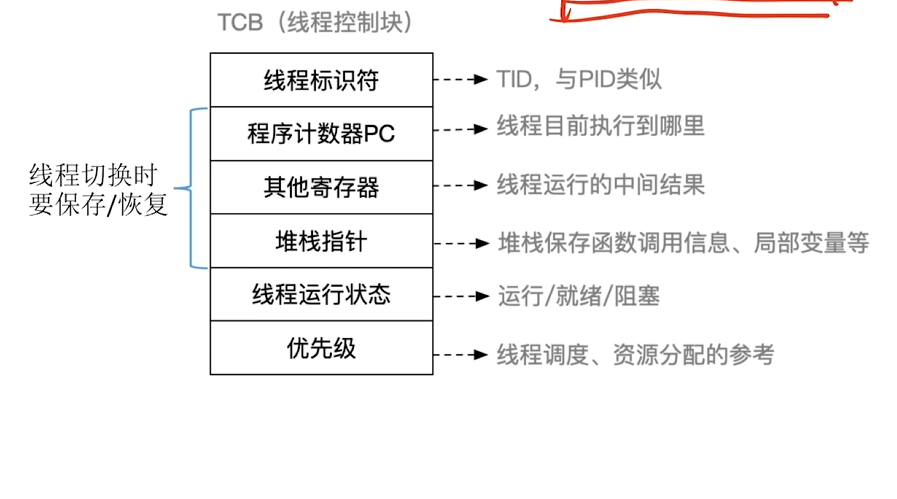 TCB（线程控制块）
线程标识符
TID，与PID类似
程序计数器PC
线程目前执行到哪里
线程切换时
要保存/恢复
其他寄存器
线程运行的中间结果
堆栈指针
堆栈保存函数调用信息、局部变量等
线程运行状态
运行/就绪/阻塞
优先级
线程调度、资源分配的参考